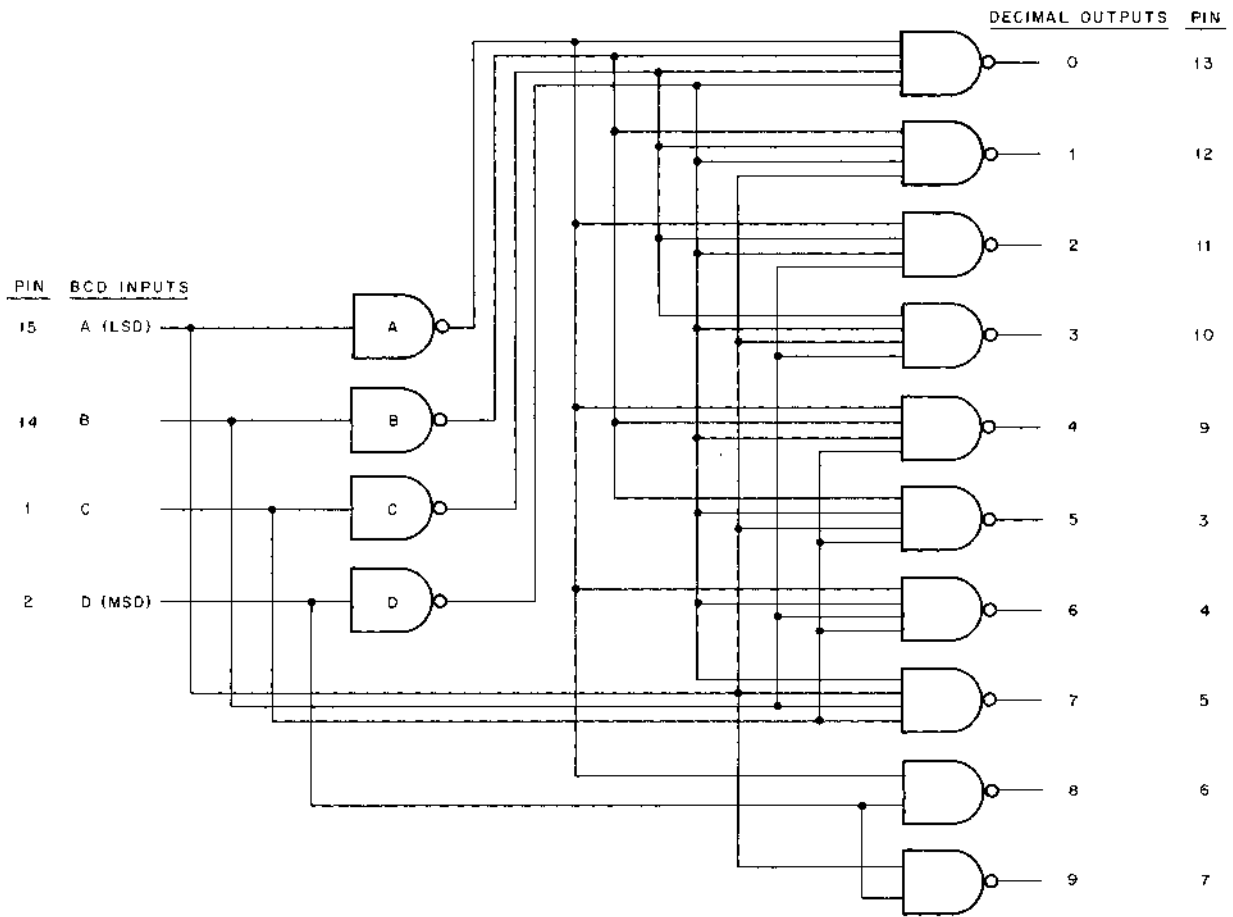 DECIMAL OUTPUTS PIN
0 13
1 12
2 11
PIN BCD INPUTS
15 A (LSD) A 3 10
14 B B 4 9
1 C C 5 3
2 D (MSD) D 6 4
7 5
8 6
9 7